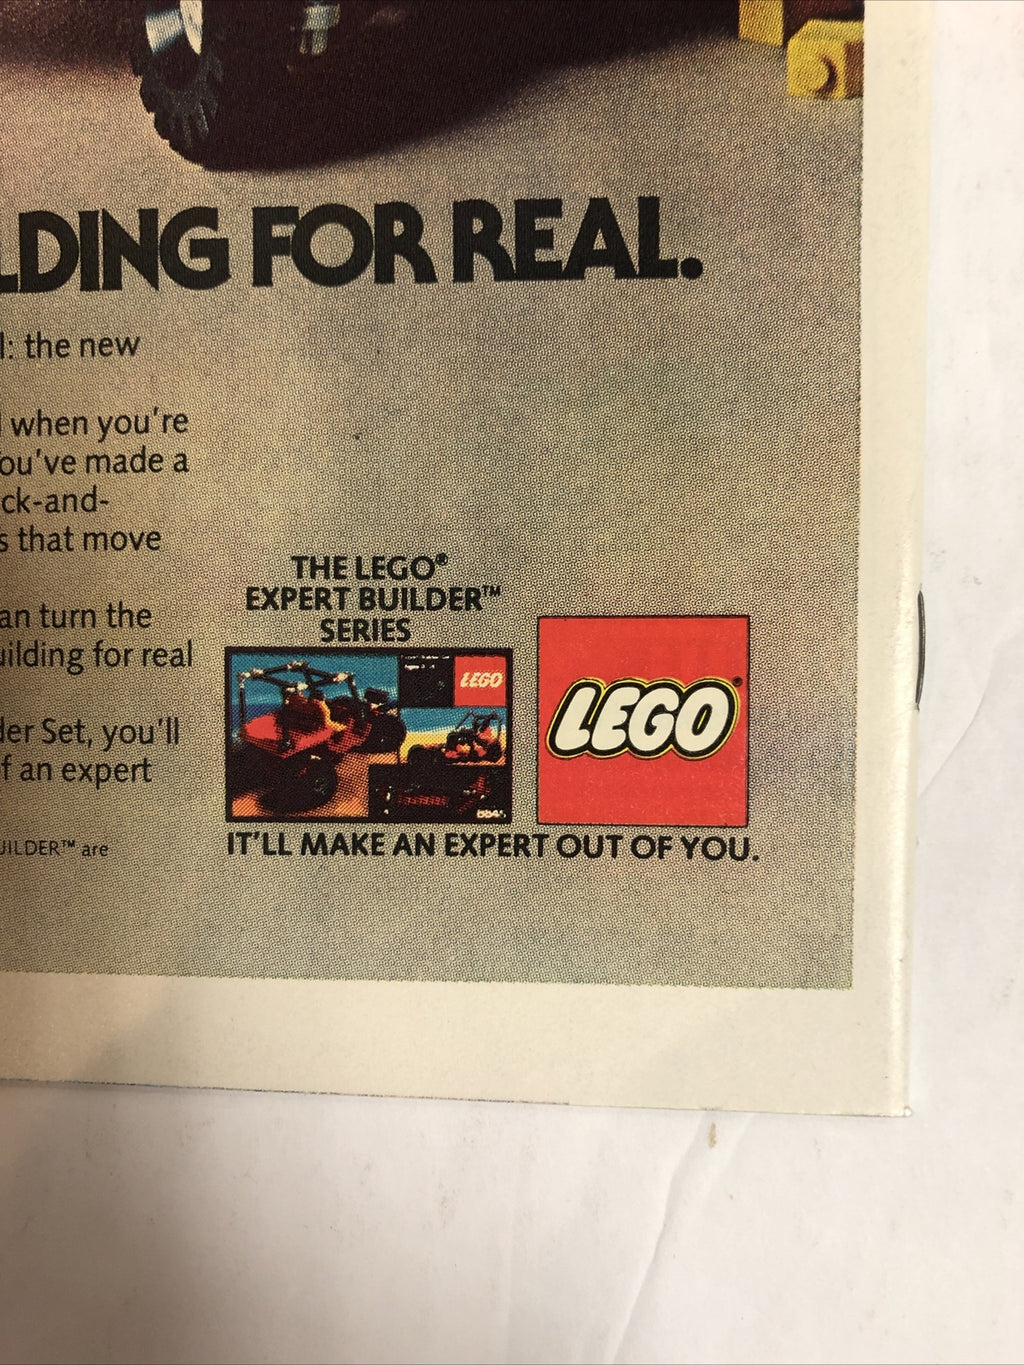 LDING FOR REAL.
l: the new
when you're
ou've made a
ck-and-
s that move
an turn the
uilding for real
der Set, you'll
f an expert
UILDER™ are
THE LEGO®
EXPERT BUILDER™
SERIES
LEGO
LEGO®
IT'LL MAKE AN EXPERT OUT OF YOU.